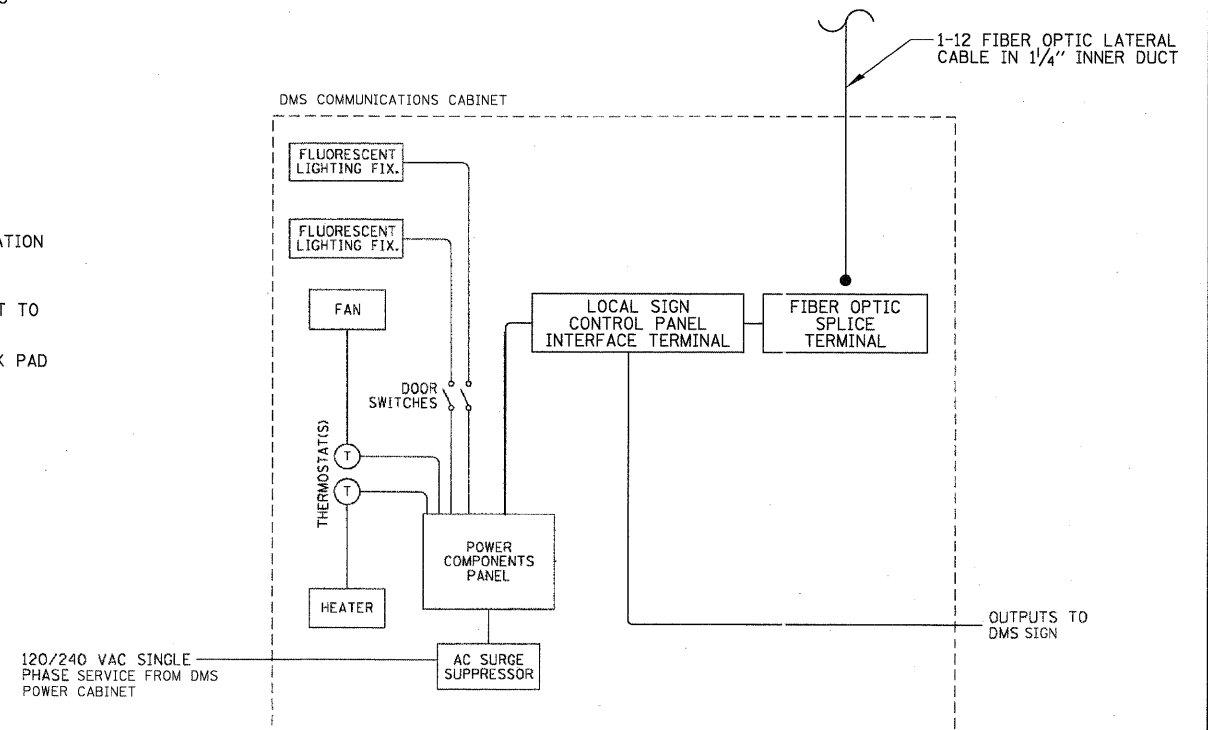 1-12 FIBER OPTIC LATERAL
CABLE IN 1 1/4" INNER DUCT
DMS COMMUNICATIONS CABINET
FLUORESCENT
LIGHTING FIX.
FLUORESCENT
LIGHTING FIX.
ATION
T TO
K PAD
FAN
LOCAL SIGN
CONTROL PANEL
INTERFACE TERMINAL
FIBER OPTIC
SPLICE
TERMINAL
DOOR
SWITCHES
THERMOSTAT(S)
T
T
POWER
COMPONENTS
PANEL
HEATER
OUTPUTS TO
DMS SIGN
120/240 VAC SINGLE
PHASE SERVICE FROM DMS
POWER CABINET
AC SURGE
SUPPRESSOR